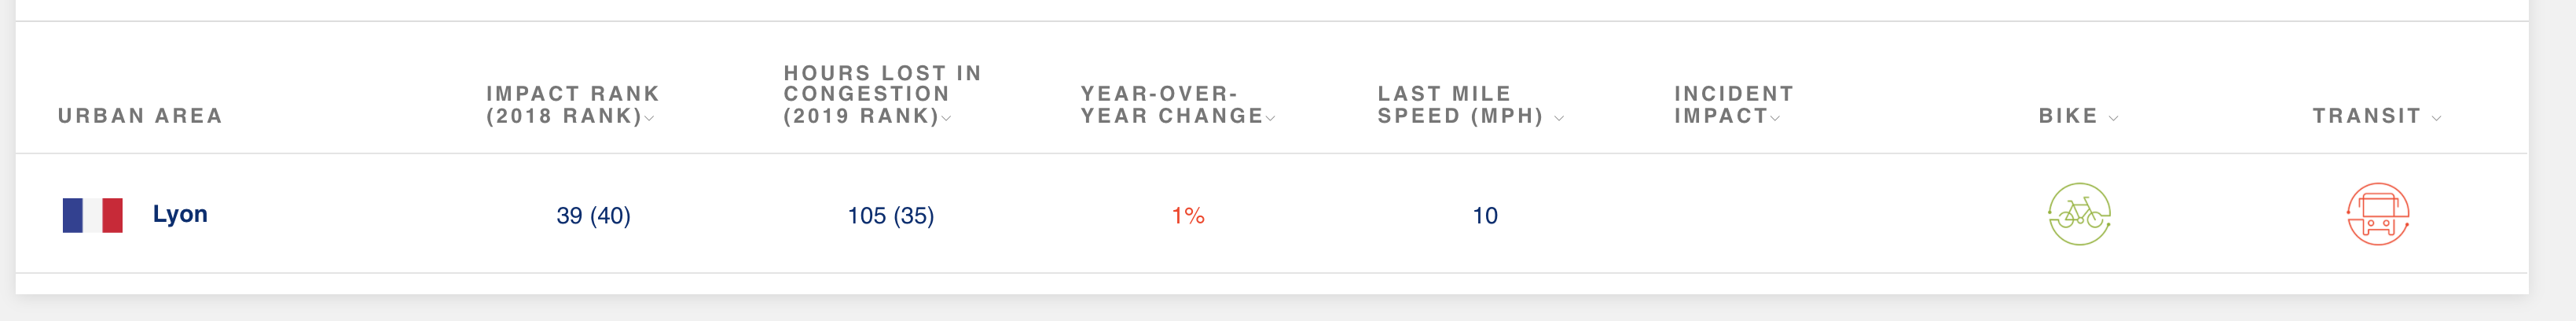 URBAN AREA
IMPACT RANK
(2018 RANK)
HOURS LOST IN
CONGESTION
(2019 RANK)
YEAR-OVER-
YEAR CHANGE
LAST MILE
SPEED (MPH)
INCIDENT
IMPACT
BIKE
TRANSIT
Lyon
39 (40)
105 (35)
1%
10